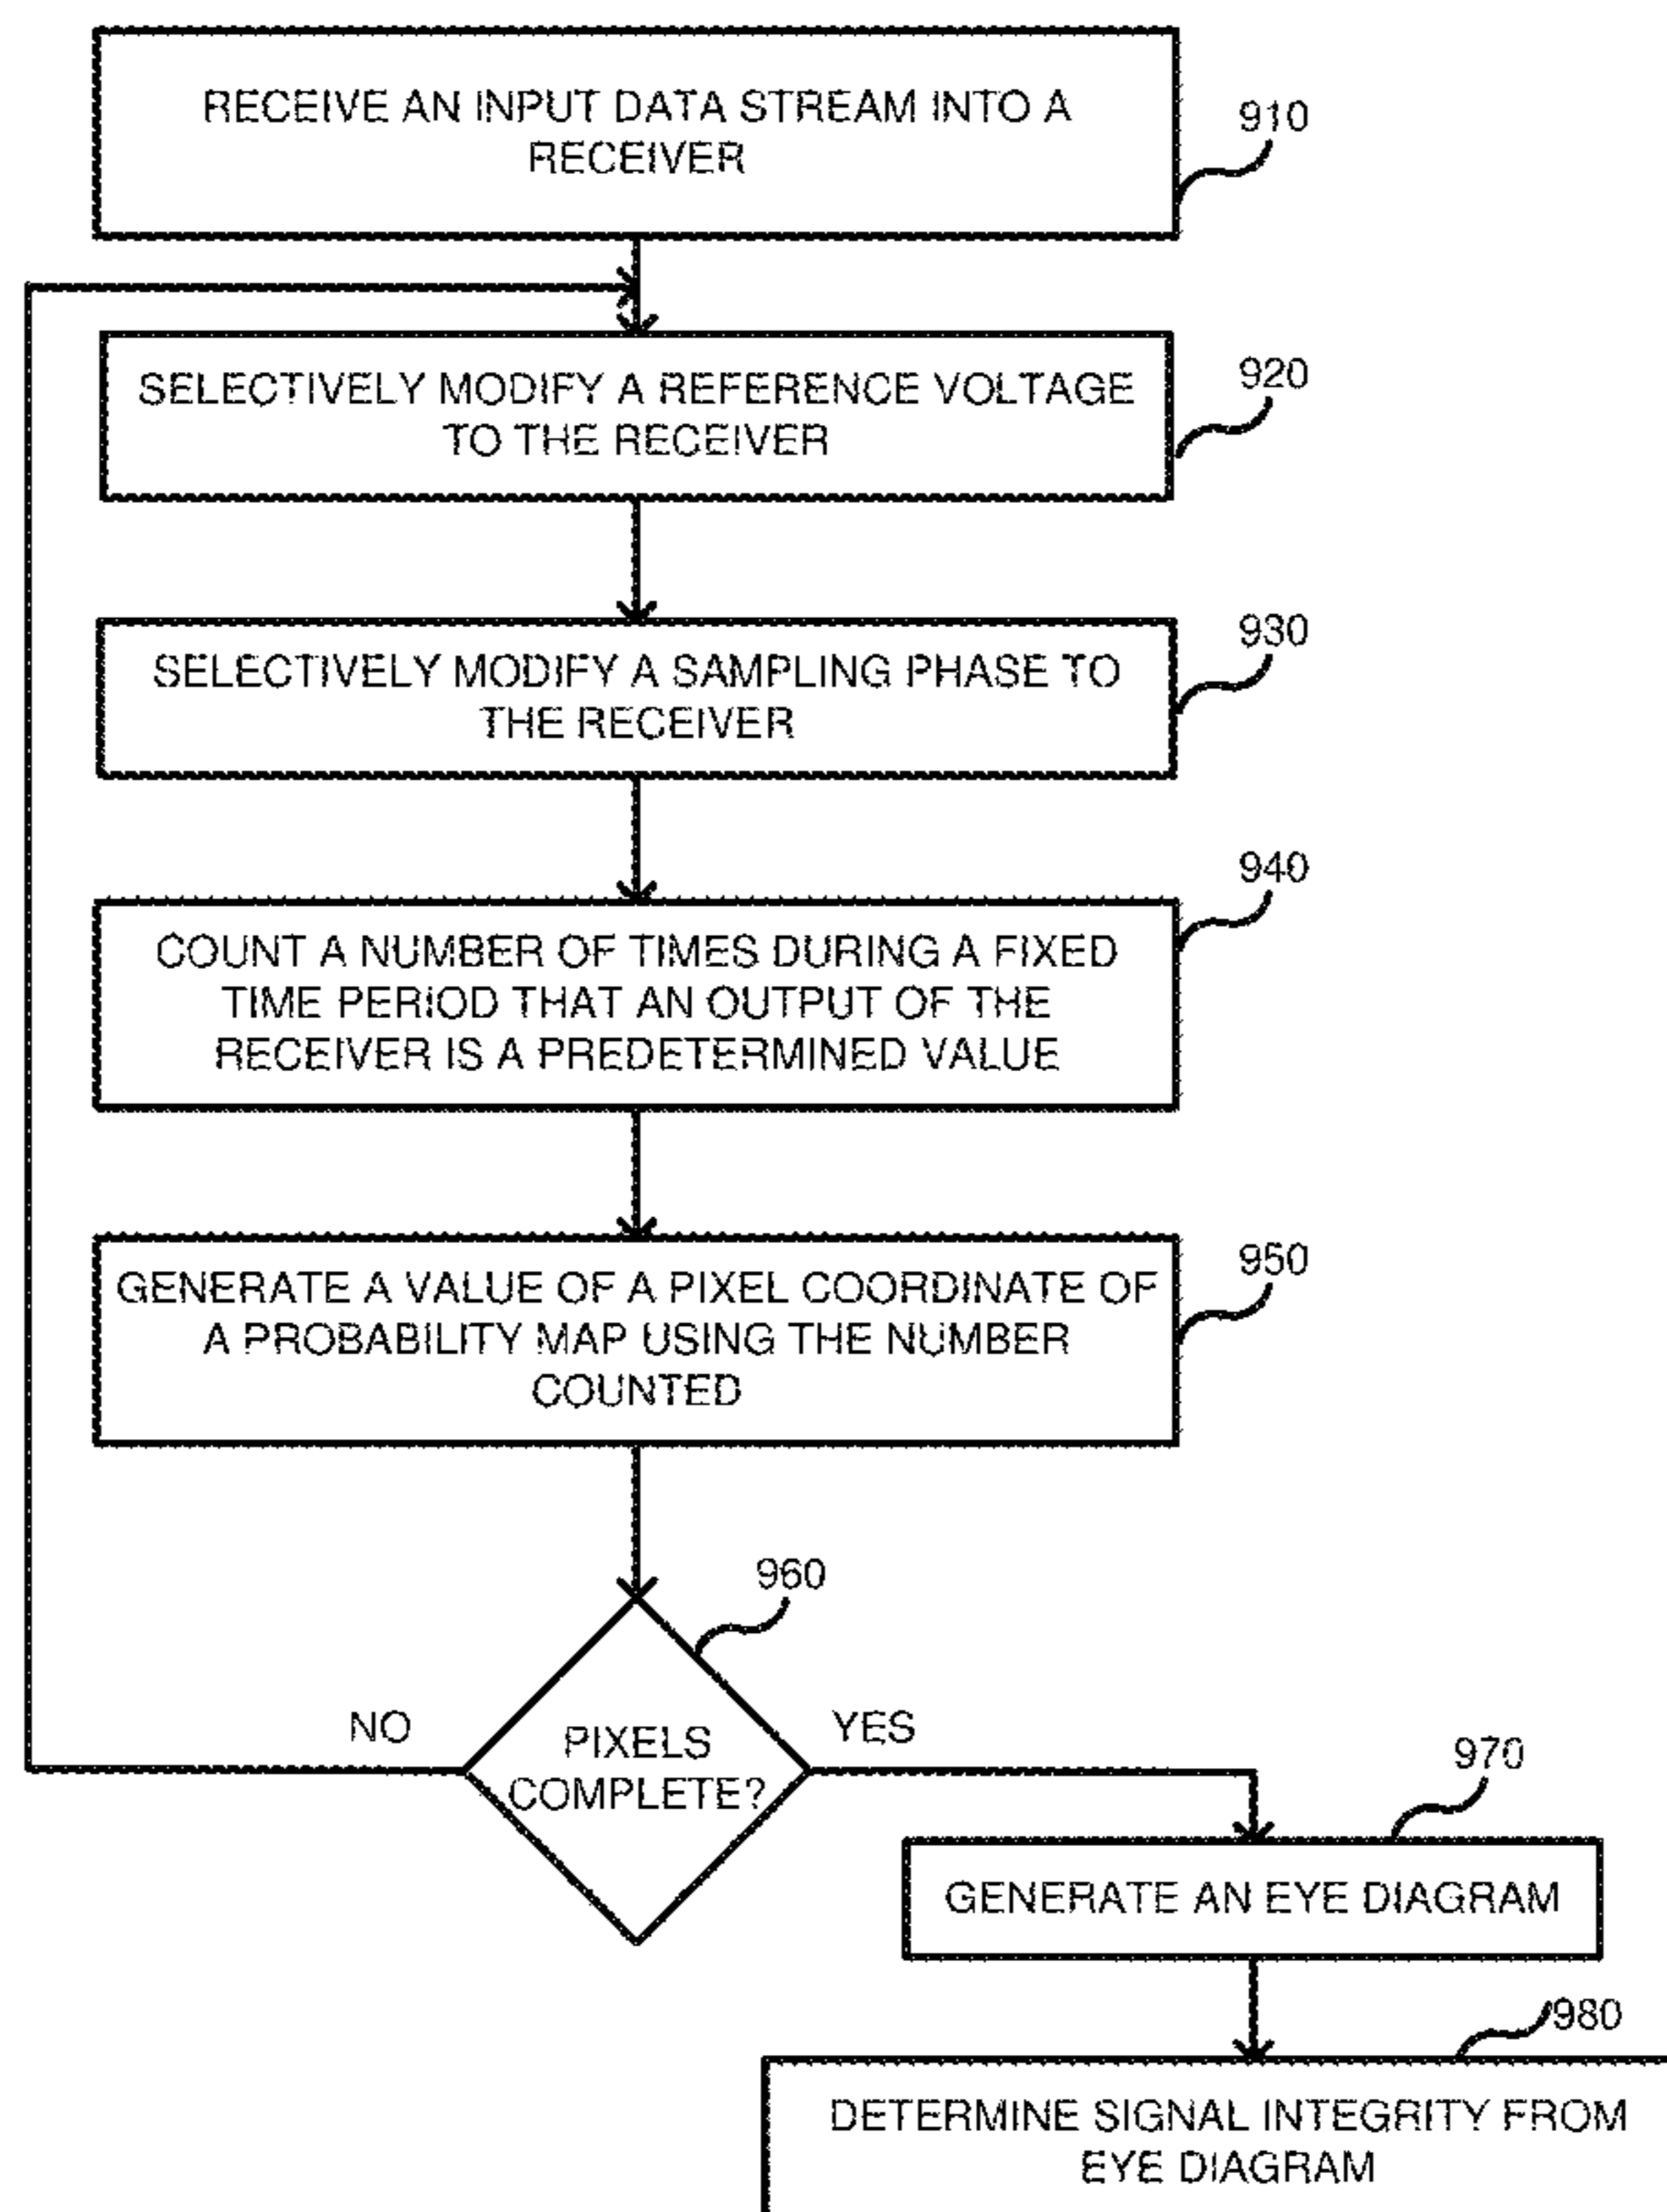 RECEIVE AN INPUT DATA STREAM INTO A
RECEIVER
910
SELECTIVELY MODIFY A REFERENCE VOLTAGE
TO THE RECEIVER
920
SELECTIVELY MODIFY A SAMPLING PHASE TO
THE RECEIVER
930
COUNT A NUMBER OF TIMES DURING A FIXED
TIME PERIOD THAT AN OUTPUT OF THE
RECEIVER IS A PREDETERMINED VALUE
940
GENERATE A VALUE OF A PIXEL COORDINATE OF
A PROBABILITY MAP USING THE NUMBER
COUNTED
950
960
NO
PIXELS
COMPLETE?
YES
970
GENERATE AN EYE DIAGRAM
980
DETERMINE SIGNAL INTEGRITY FROM
EYE DIAGRAM